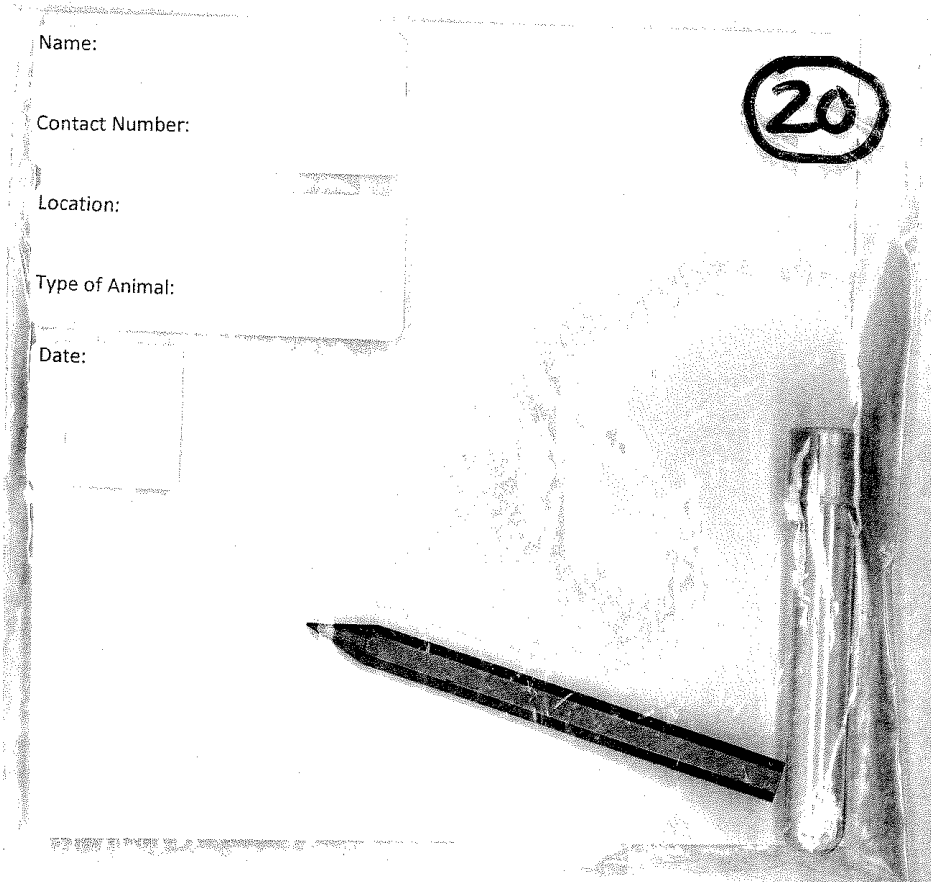 Name:
20
Contact Number:
Location:
Type of Animal:
Date: